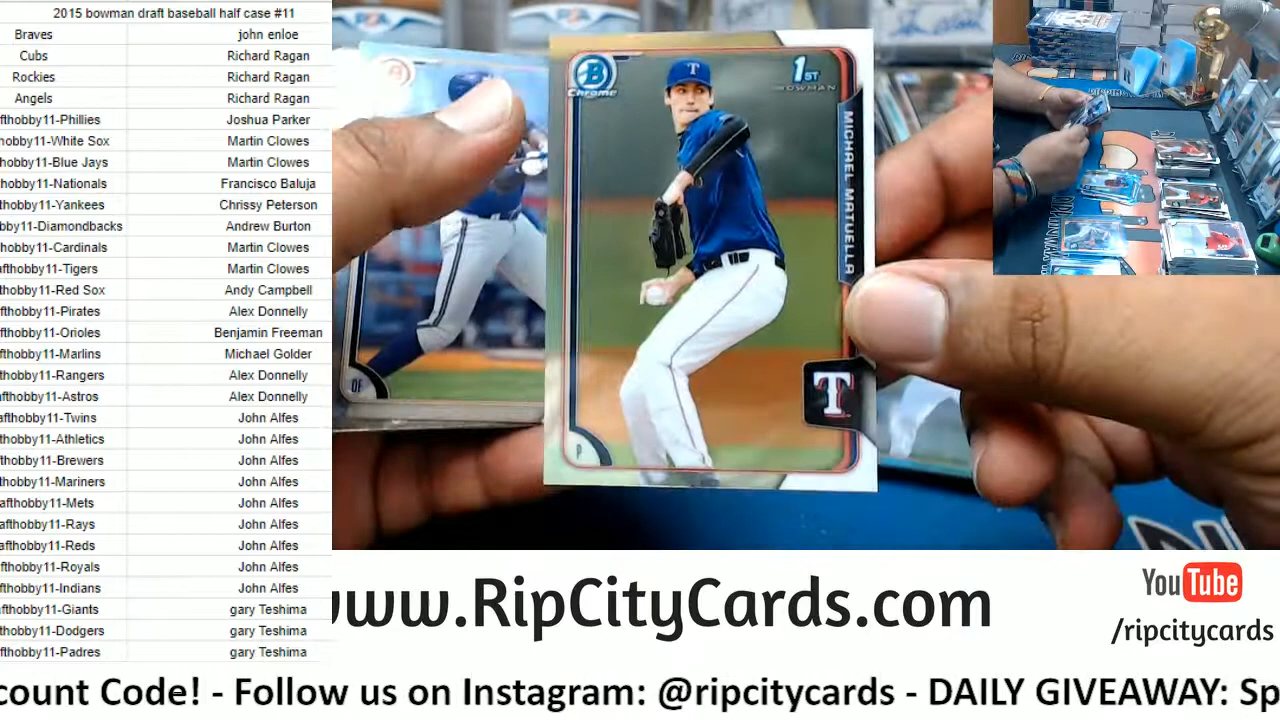 2015 bowman draft baseball half case #11
Braves john enloe
Cubs Richard Ragan
Rockies Richard Ragan
Angels Richard Ragan
fthobby11-Phillies Joshua Parker
hobby11-White Sox Martin Clowes
hobby11-Blue Jays Martin Clowes
thobby11-Nationals Francisco Baluja
thobby11-Yankees Chrissy Peterson
bby11-Diamondbacks Andrew Burton
hobby11-Cardinals Martin Clowes
afthobby11-Tigers Martin Clowes
thobby11-Red Sox Andy Campbell
fthobby11-Pirates Alex Donnelly
fthobby11-Orioles Benjamin Freeman
fthobby11-Marlins Michael Golder
fthobby11-Rangers Alex Donnelly
afthobby11-Astros Alex Donnelly
afthobby11-Twins John Alfes
thobby11-Athletics John Alfes
thobby11-Brewers John Alfes
thobby11-Mariners John Alfes
afthobby11-Mets John Alfes
afthobby11-Rays John Alfes
afthobby11-Reds John Alfes
fthobby11-Royals John Alfes
fthobby11-Indians John Alfes
afthobby11-Giants gary Teshima
thobby11-Dodgers gary Teshima
fthobby11-Padres gary Teshima
B
Chrome
1ST
BOWMAN
T
MICHAEL MATUELLA
T
P
OF
www.RipCityCards.com
YouTube
/ripcitycards
count Code! - Follow us on Instagram: @ripcitycards - DAILY GIVEAWAY: Sp